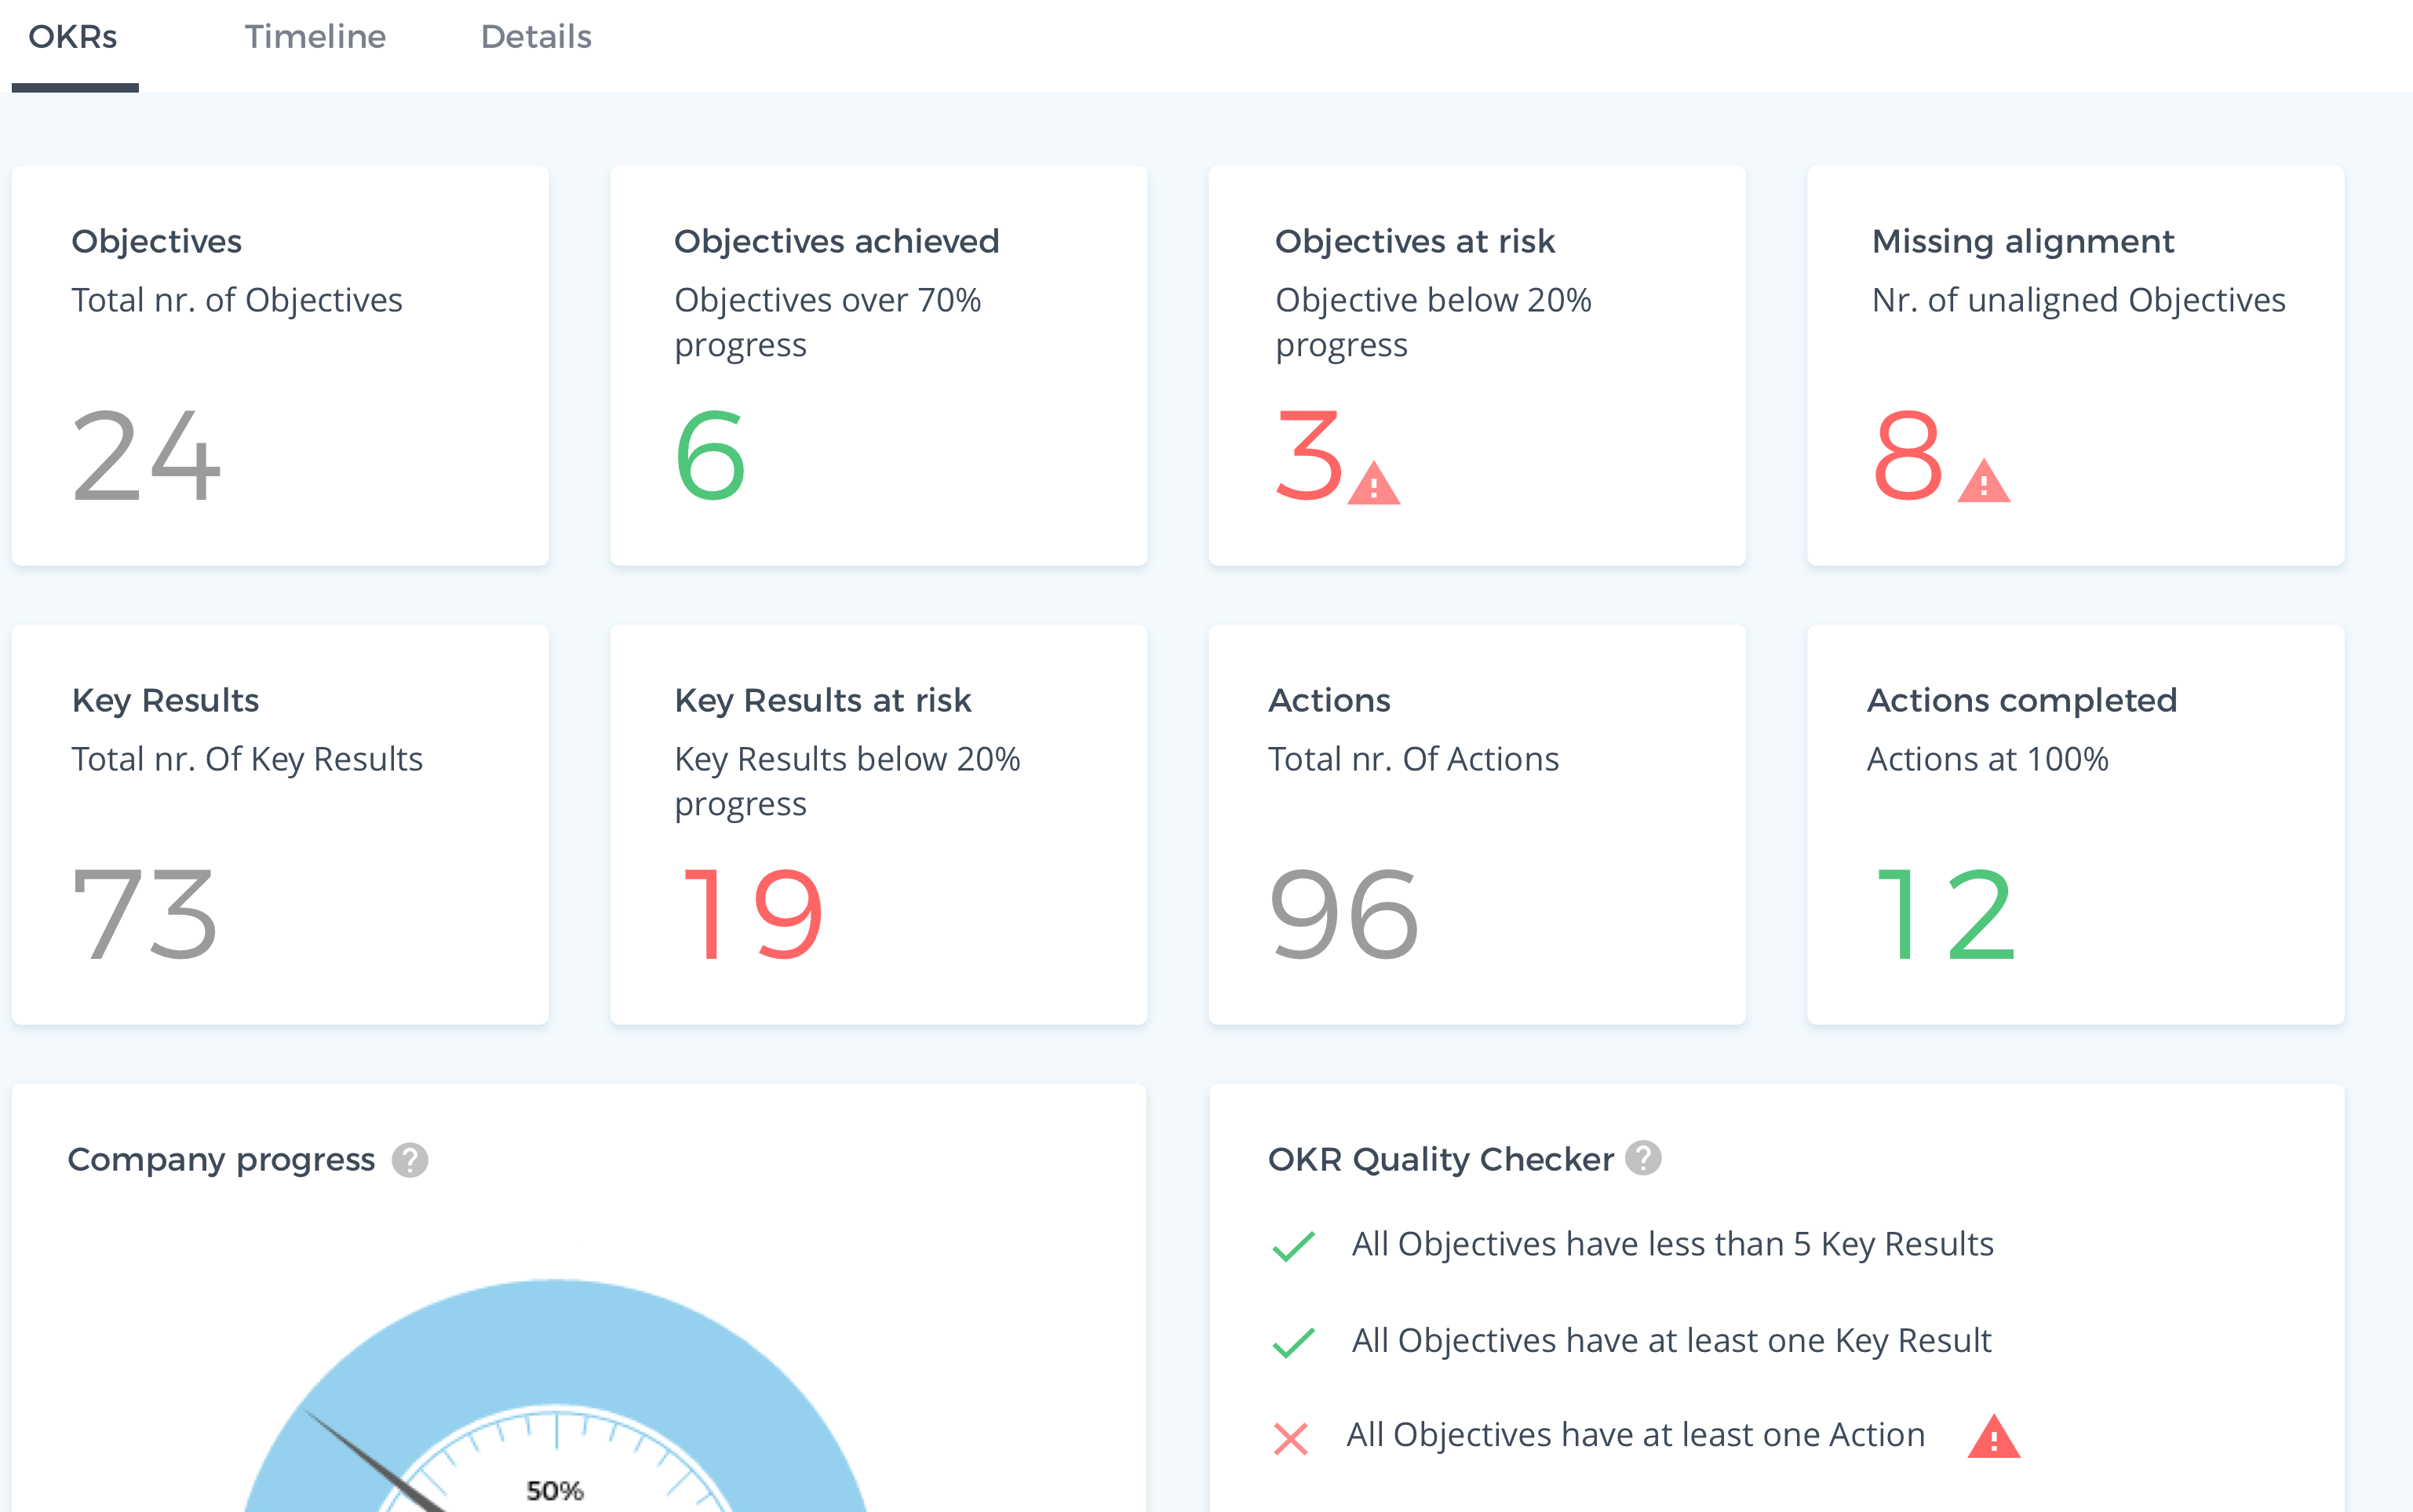 OKRs
Timeline
Details
Objectives
Total nr. of Objectives
24
Objectives achieved
Objectives over 70%
progress
6
Objectives at risk
Objective below 20%
progress
3
Missing alignment
Nr. of unaligned Objectives
8
Key Results
Total nr. Of Key Results
73
Key Results at risk
Key Results below 20%
progress
19
Actions
Total nr. Of Actions
96
Actions completed
Actions at 100%
12
Company progress
50%
OKR Quality Checker
All Objectives have less than 5 Key Results
All Objectives have at least one Key Result
All Objectives have at least one Action